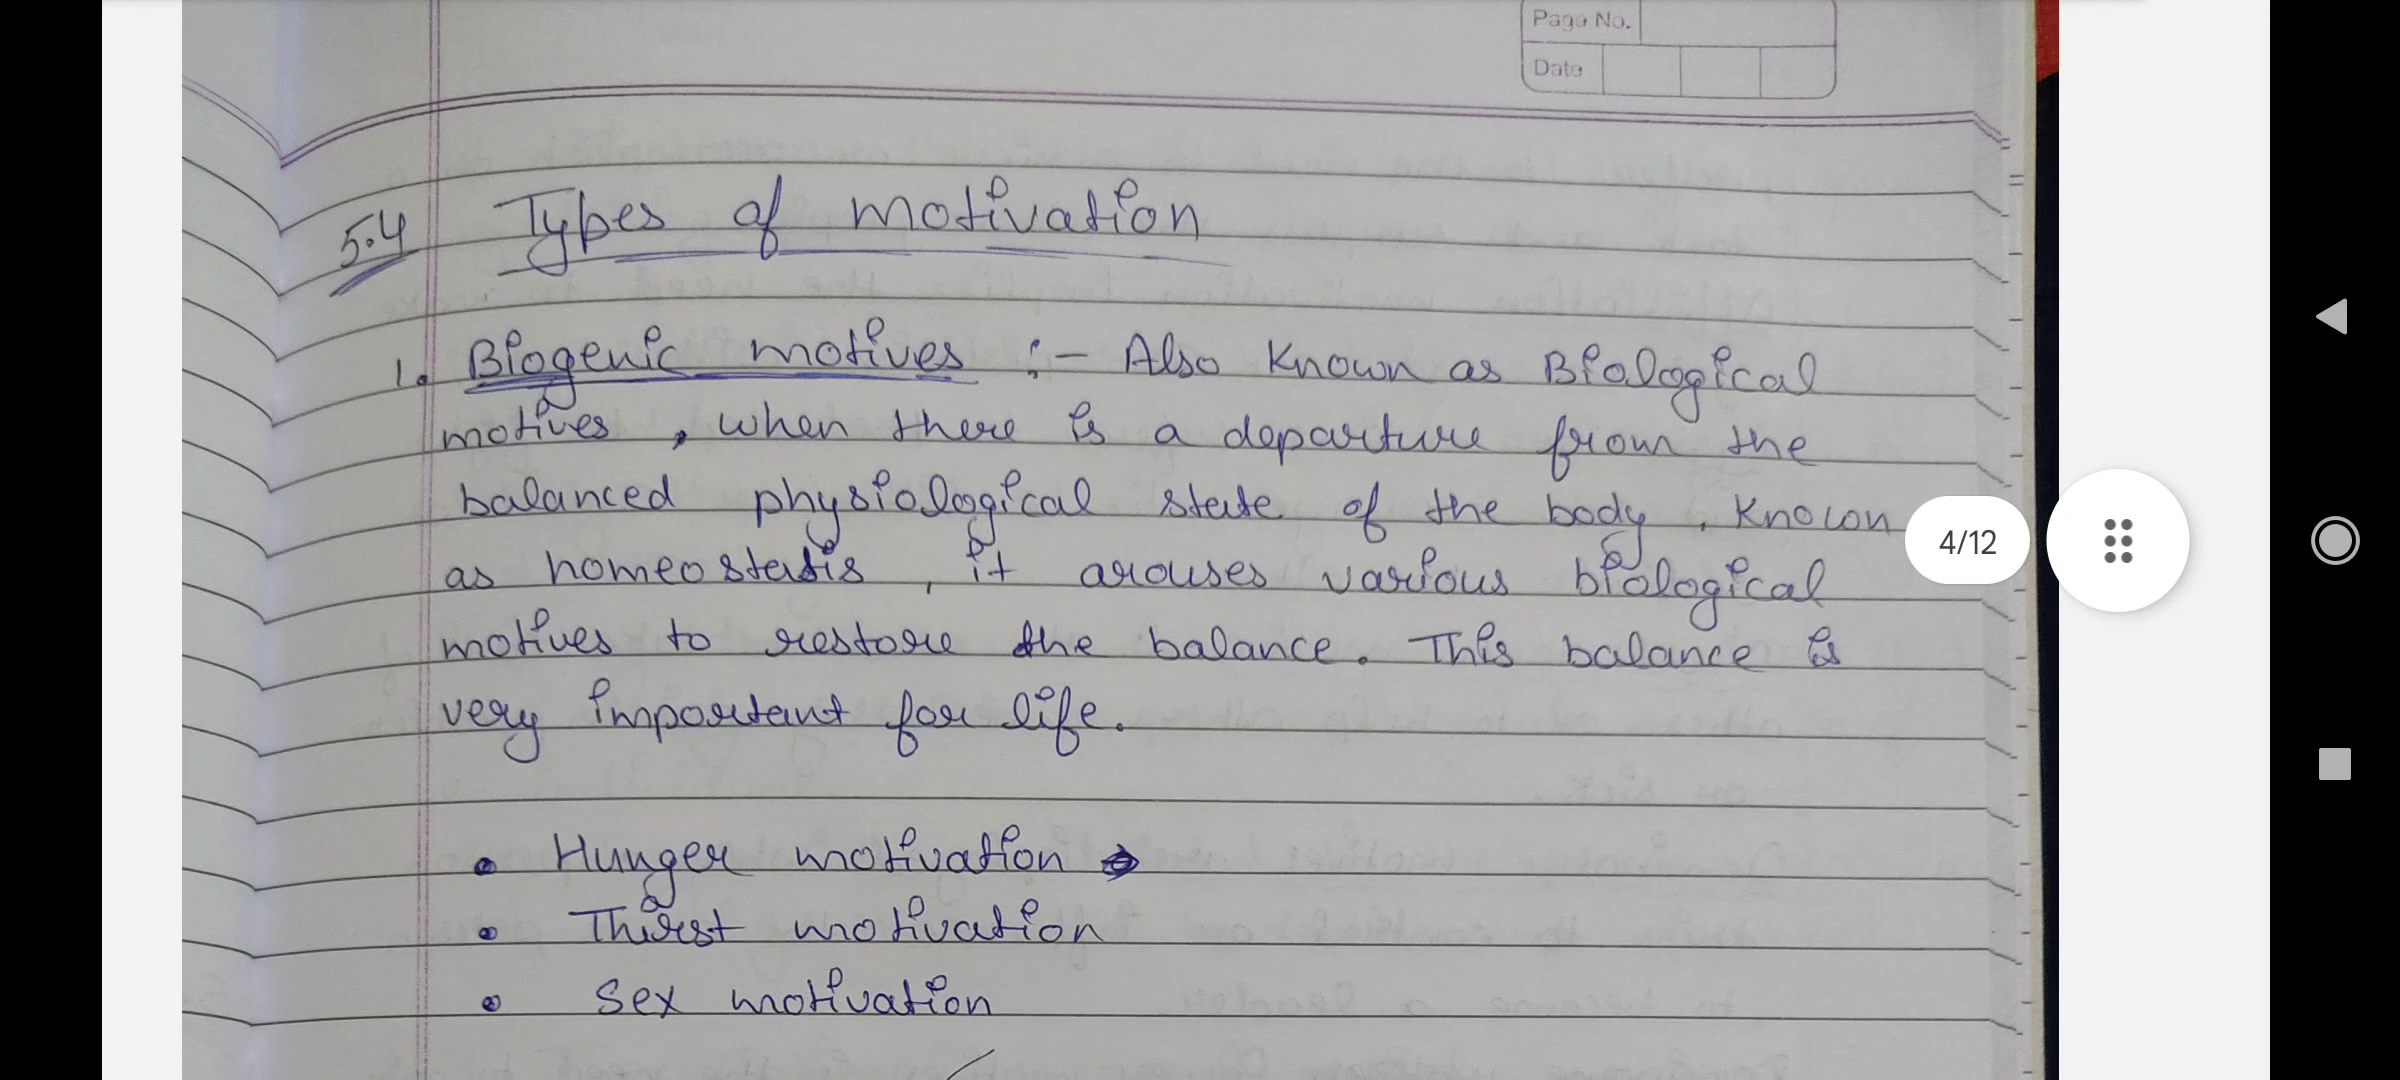 Page No.
Date
5.4 Types of motivation
1. Biogenic motives :- Also known as Biological
motives, when there is a departure from the
balanced physiological state of the body, known
as homeostasis, it arouses various biological
motives to restore the balance. This balance is
very important for life.
4/12
• Hunger motivation
• Thirst motivation
• Sex motivation